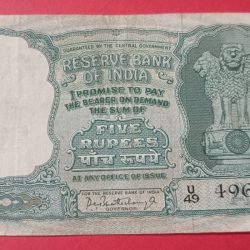 GUARANTEED BY THE CENTRAL GOVERNMENT
RESERVE BANK
OF INDIA
I PROMISE TO PAY
THE BEARER ON DEMAND
THE SUM OF
FIVE
RUPEES
पाँच रुपये
AT ANY OFFICE OF ISSUE
FOR THE RESERVE BANK OF INDIA
GOVERNOR
U
49 496